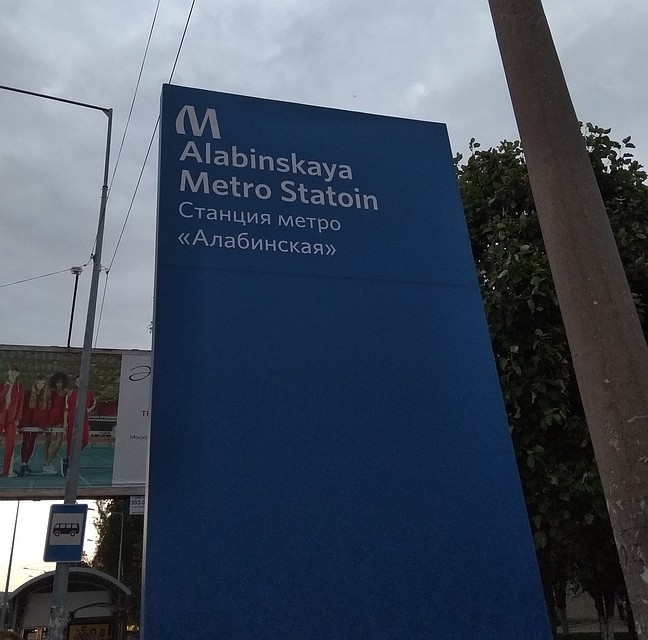 M
Alabinskaya
Metro Statoin
Станция метро
«Алабинская»